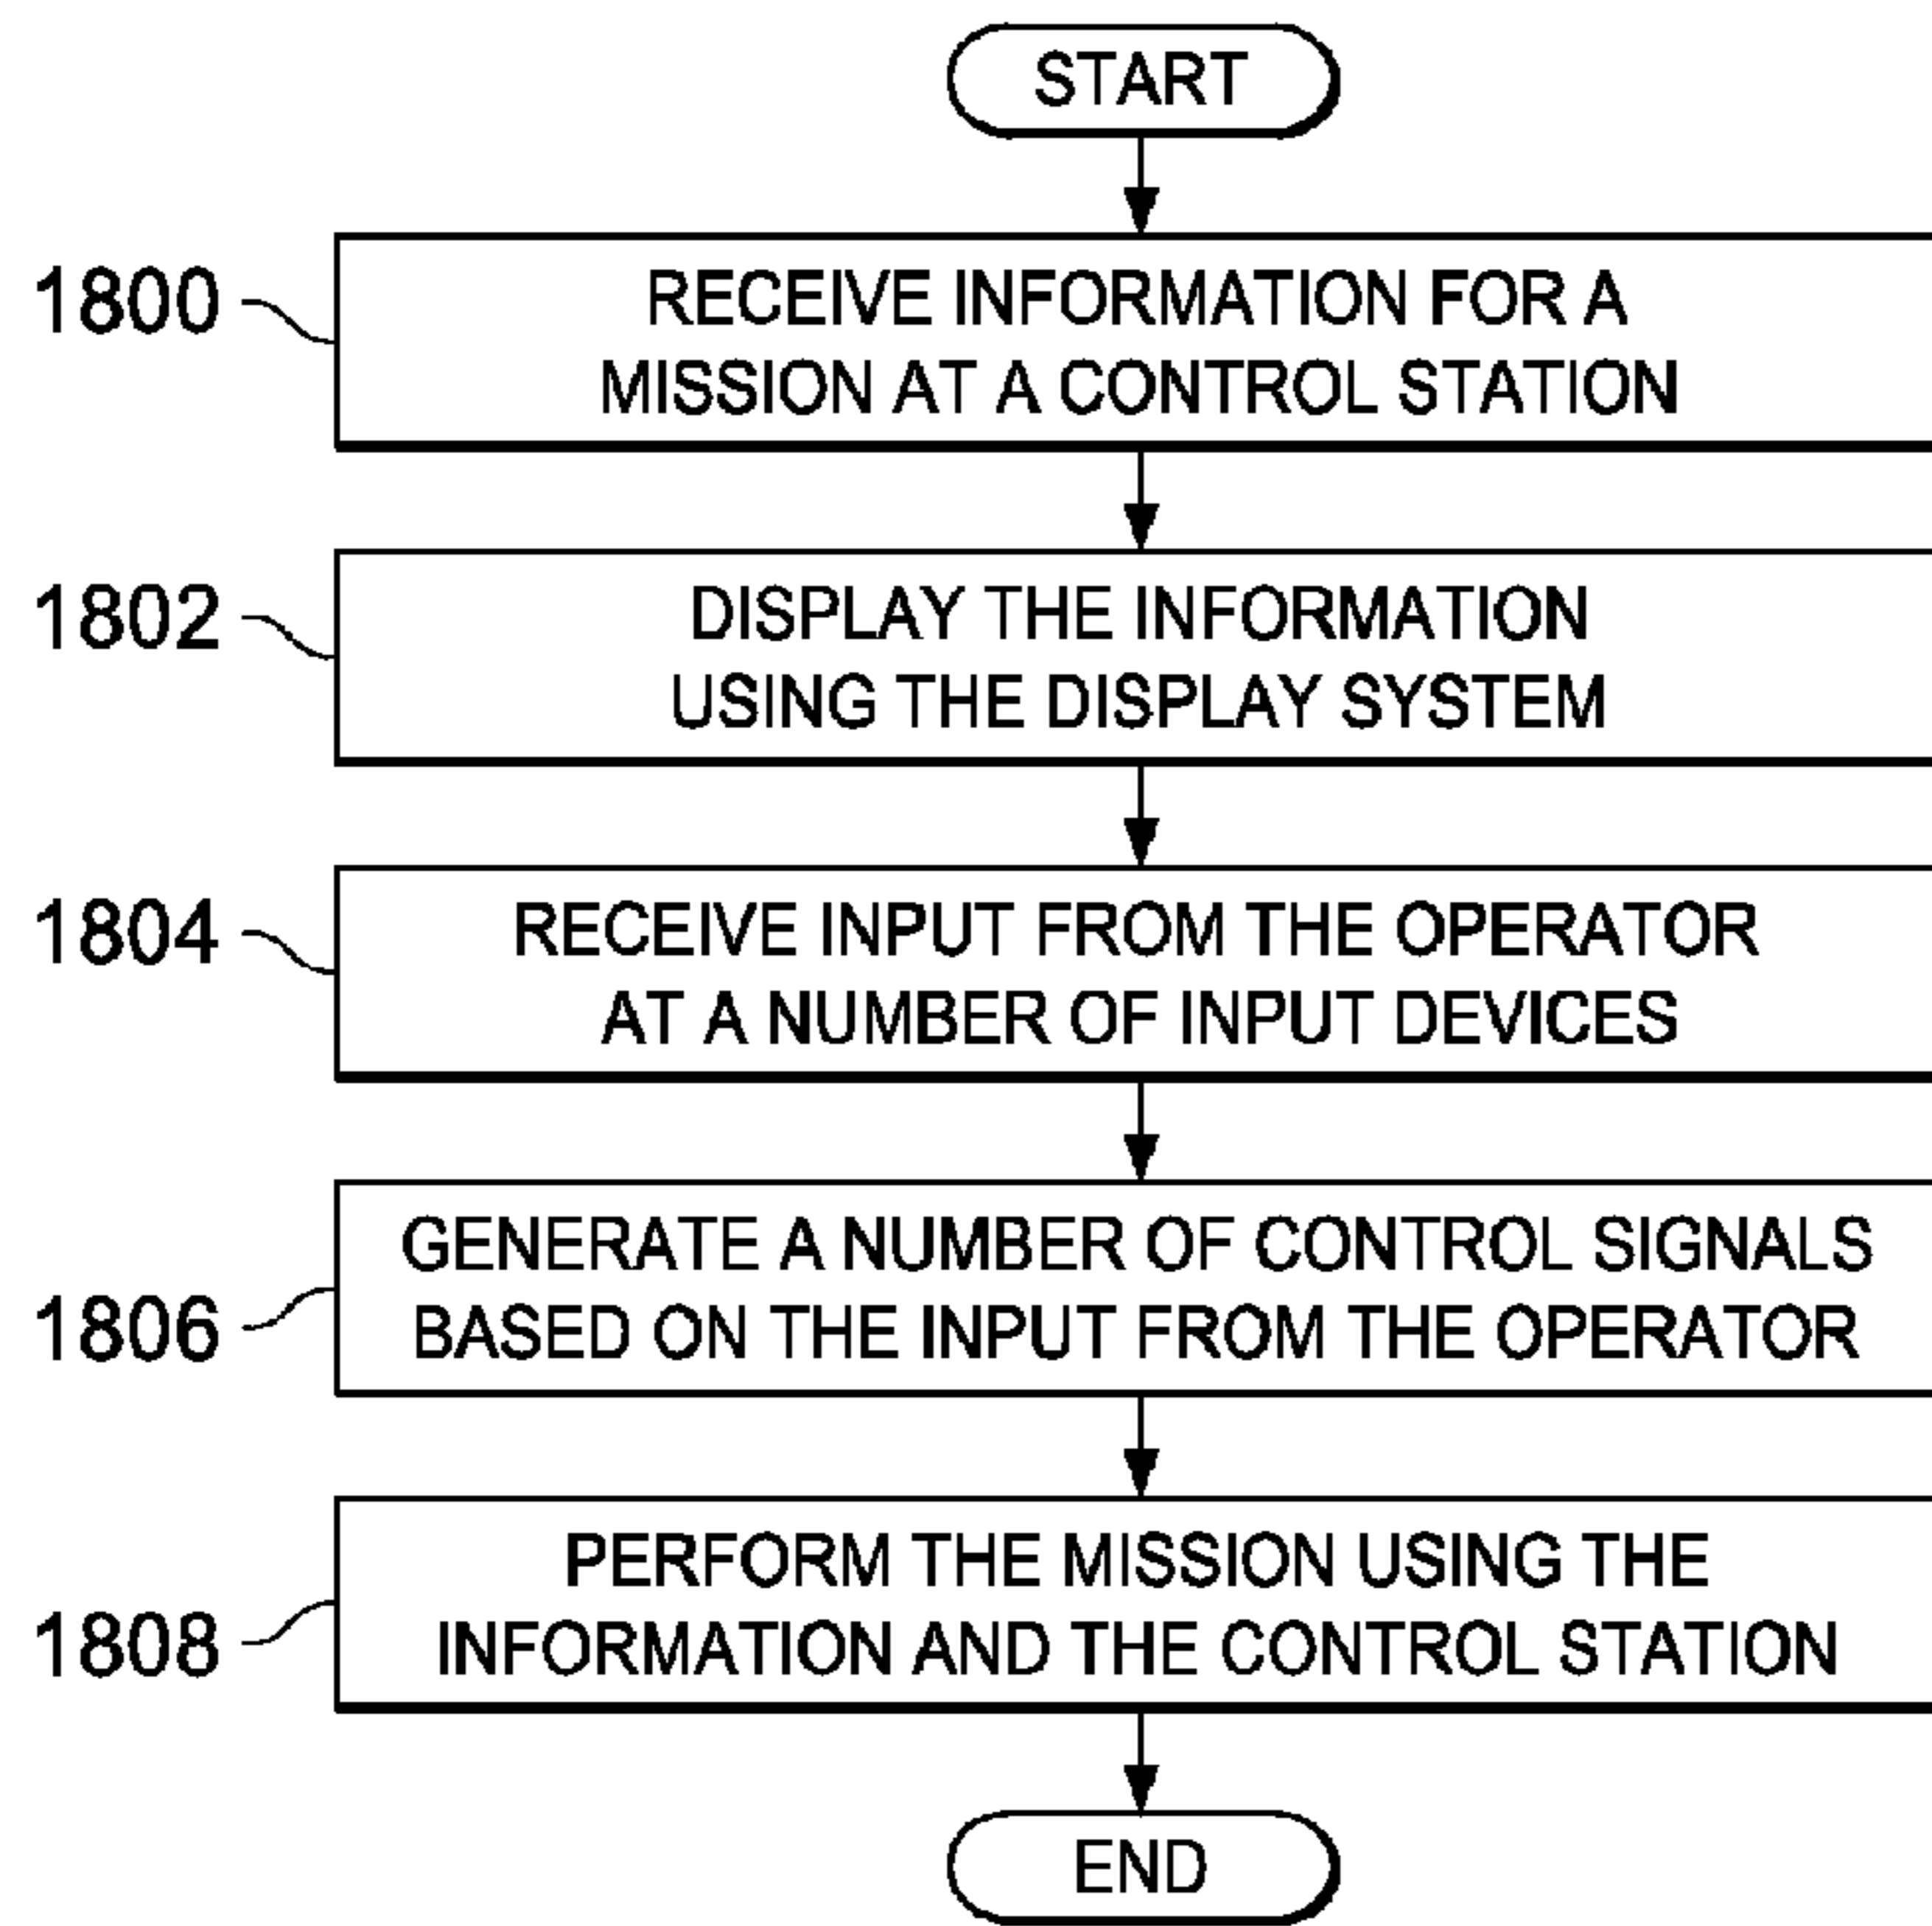 START
1800
RECEIVE INFORMATION FOR A
MISSION AT A CONTROL STATION
1802
DISPLAY THE INFORMATION
USING THE DISPLAY SYSTEM
1804
RECEIVE INPUT FROM THE OPERATOR
AT A NUMBER OF INPUT DEVICES
1806
GENERATE A NUMBER OF CONTROL SIGNALS
BASED ON THE INPUT FROM THE OPERATOR
1808
PERFORM THE MISSION USING THE
INFORMATION AND THE CONTROL STATION
END